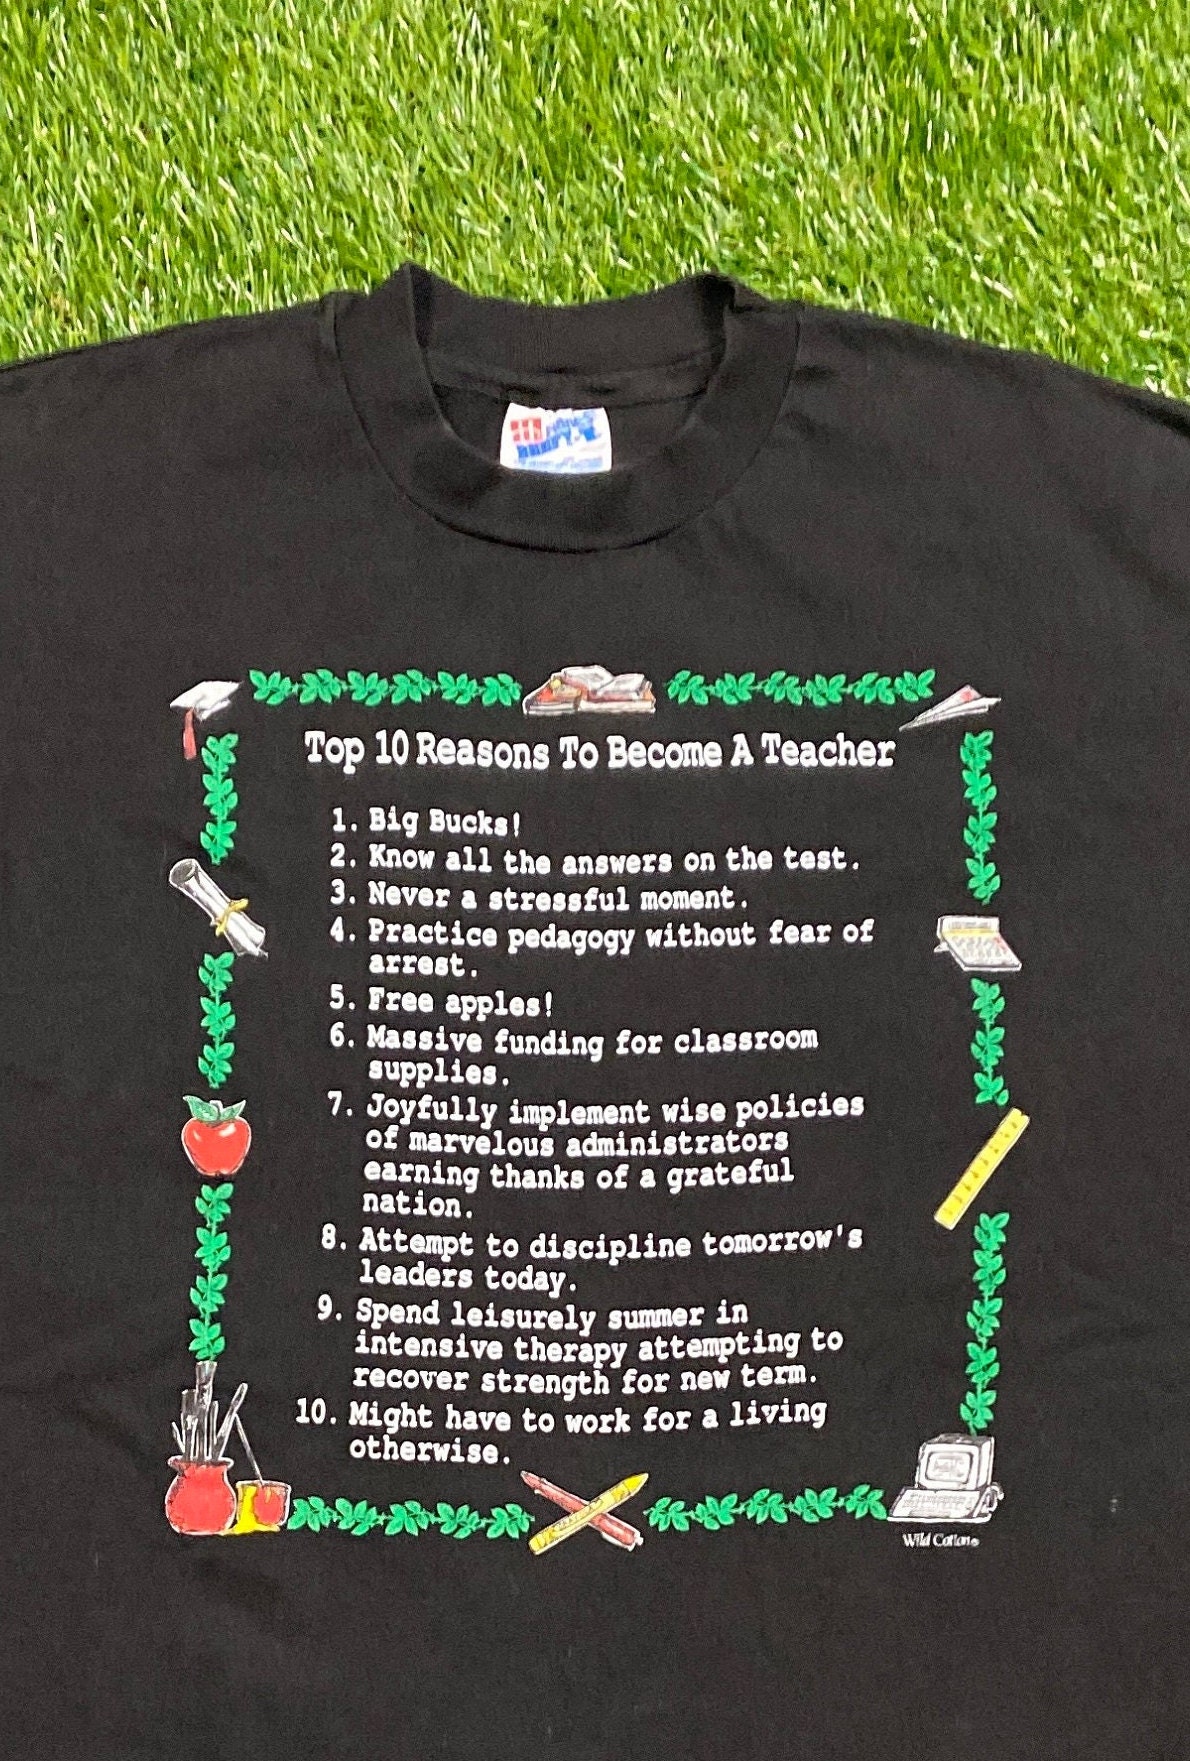 Top 10 Reasons To Become A Teacher
1. Big Bucks!
2. Know all the answers on the test.
3. Never a stressful moment.
4. Practice pedagogy without fear of
arrest.
5. Free apples!
6. Massive funding for classroom
supplies.
7. Joyfully implement wise policies
of marvelous administrators
earning thanks of a grateful
nation.
8. Attempt to discipline tomorrow's
leaders today.
9. Spend leisurely summer in
intensive therapy attempting to
recover strength for new term.
10. Might have to work for a living
otherwise.
Wild Cotton®